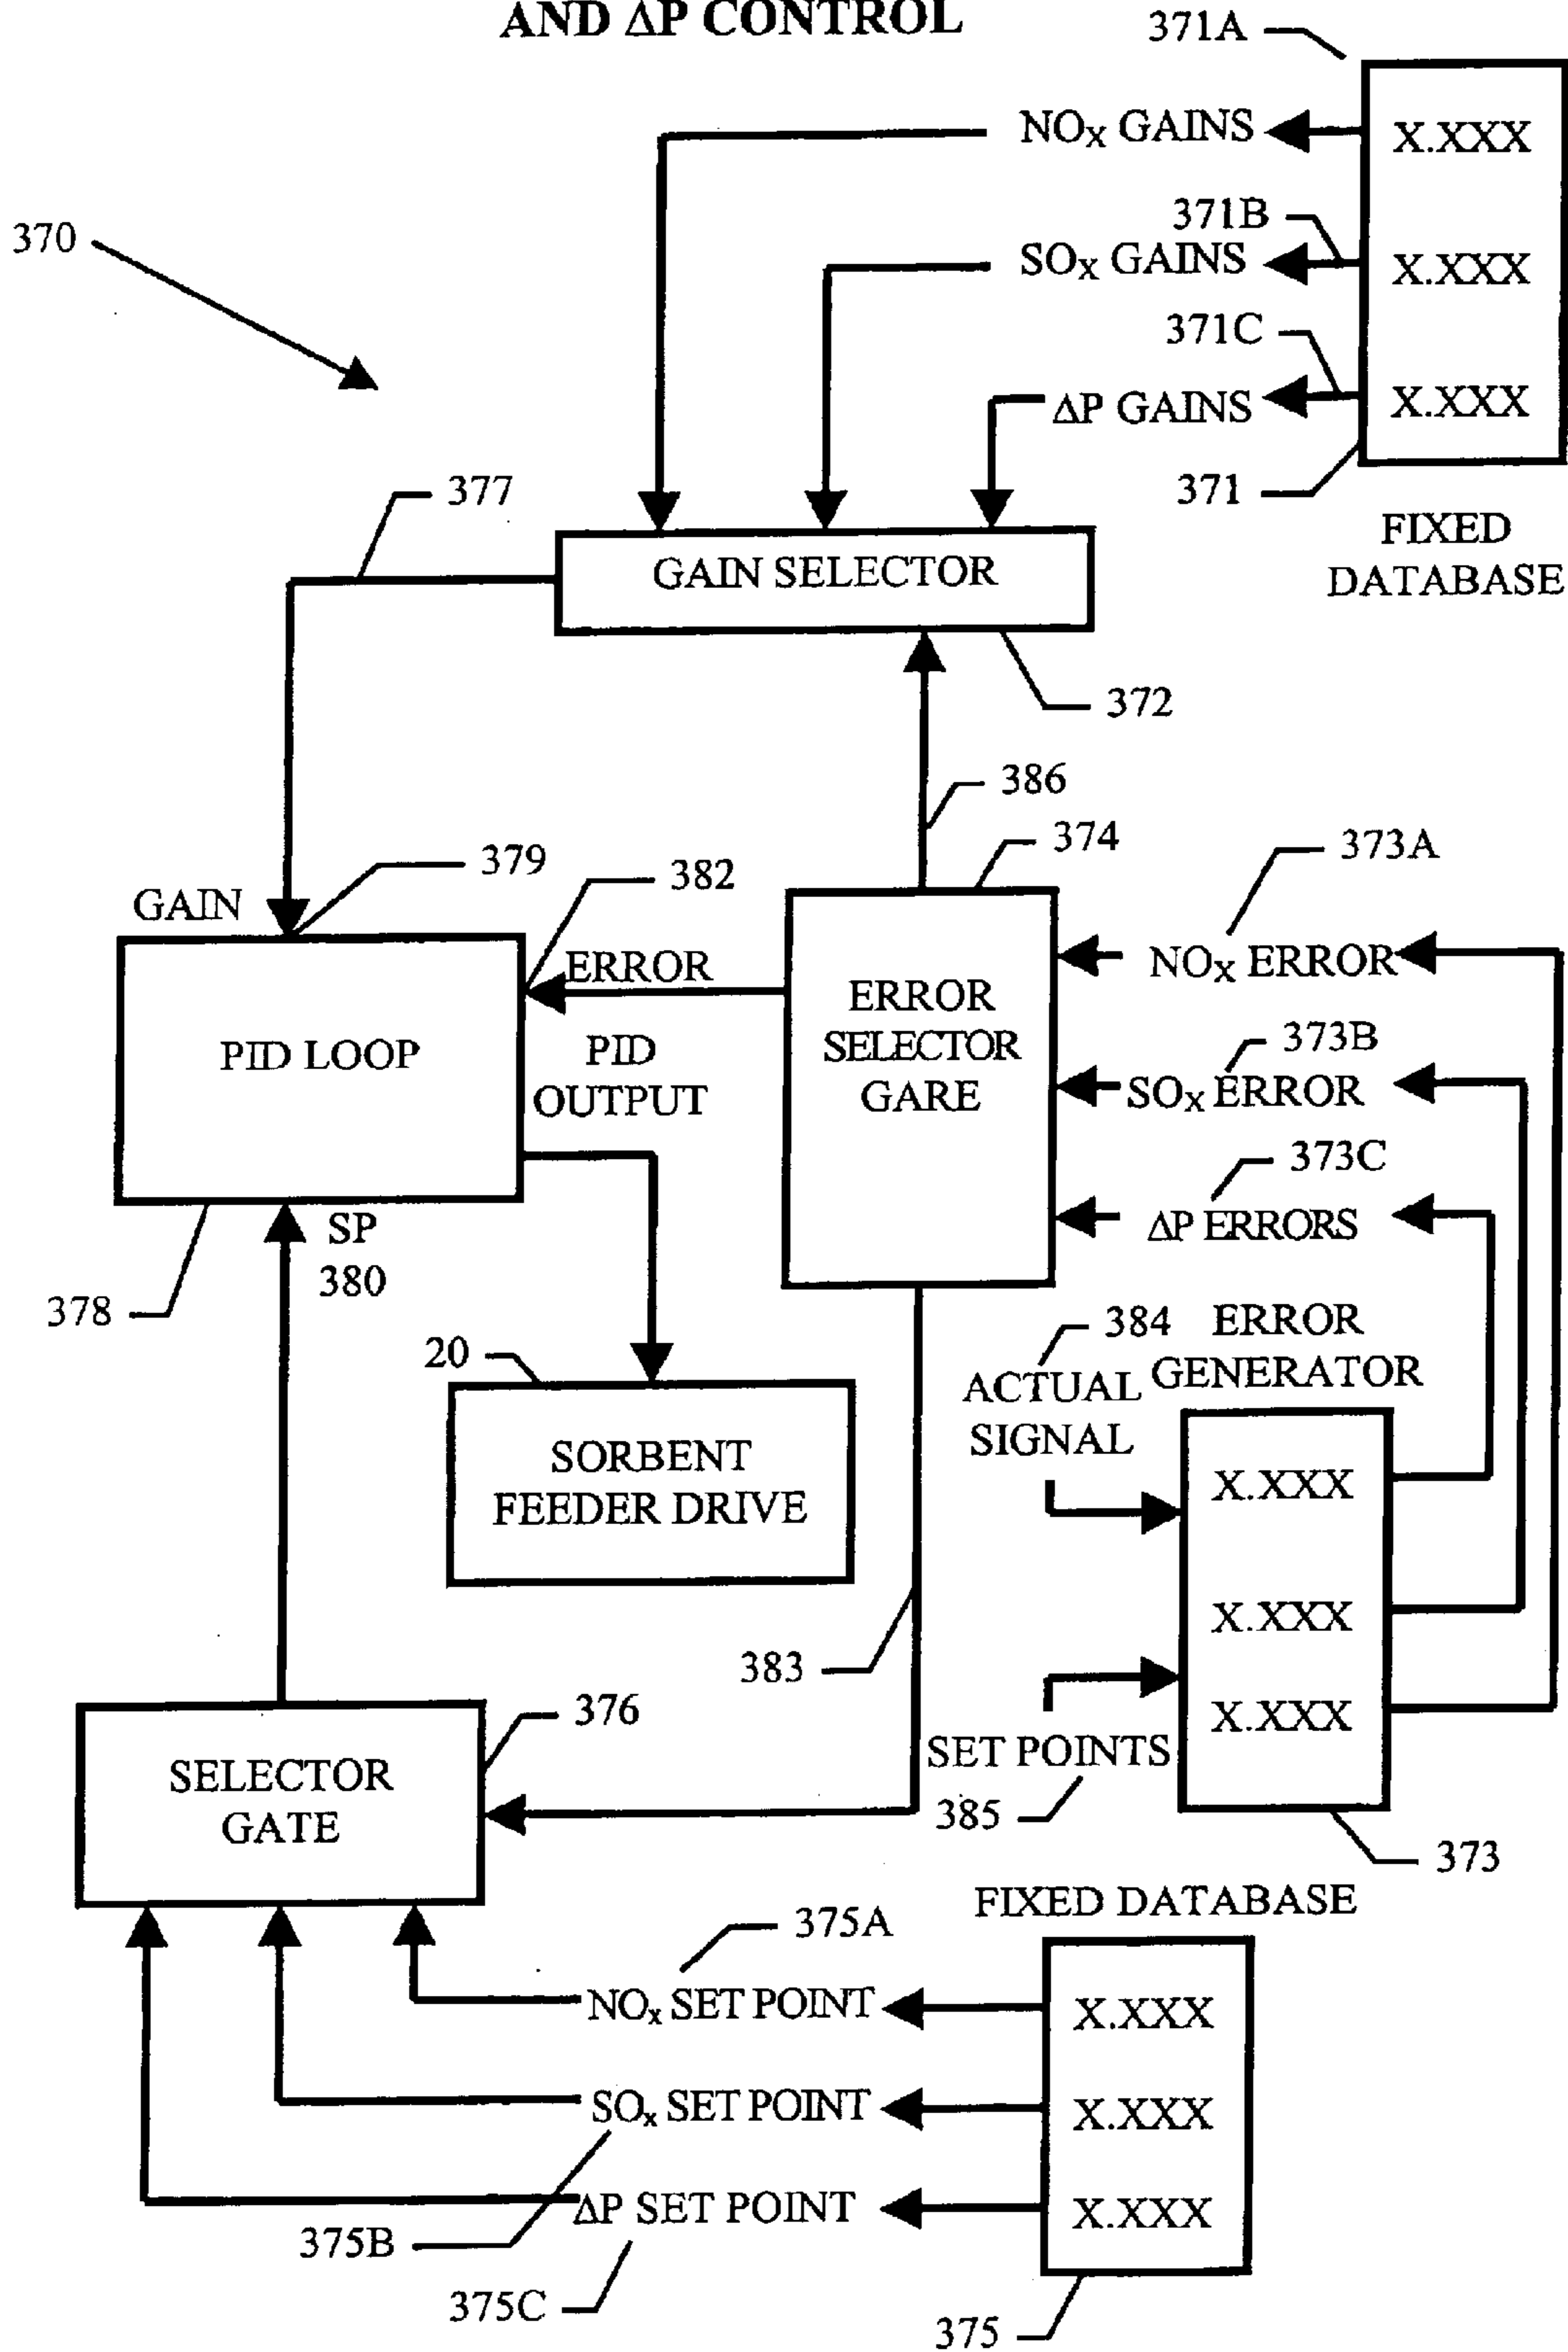 AND ΔP CONTROL
371A
NOX GAINS
X.XXX
370
371B
SOX GAINS
X.XXX
371C
ΔP GAINS
X.XXX
377
371
FIXED
DATABASE
GAIN SELECTOR
372
386
374
373A
379
382
GAIN
ERROR
NOX ERROR
PID LOOP
PID
OUTPUT
ERROR
SELECTOR
GARE
373B
SOX ERROR
373C
ΔP ERRORS
SP
380
378
384
ERROR
GENERATOR
20
ACTUAL
SIGNAL
SORBENT
FEEDER DRIVE
X.XXX
X.XXX
X.XXX
383
376
SET POINTS
385
SELECTOR
GATE
373
FIXED DATABASE
375A
NOx SET POINT
X.XXX
SOx SET POINT
X.XXX
ΔP SET POINT
X.XXX
375B
375C
375